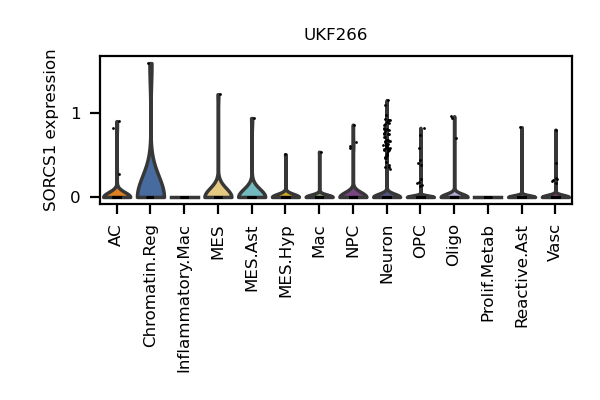 UKF266
SORCS1 expression
1
0
AC
Chromatin.Reg
Inflammatory.Mac
MES
MES.Ast
MES.Hyp
Mac
NPC
Neuron
OPC
Oligo
Prolif.Metab
Reactive.Ast
Vasc